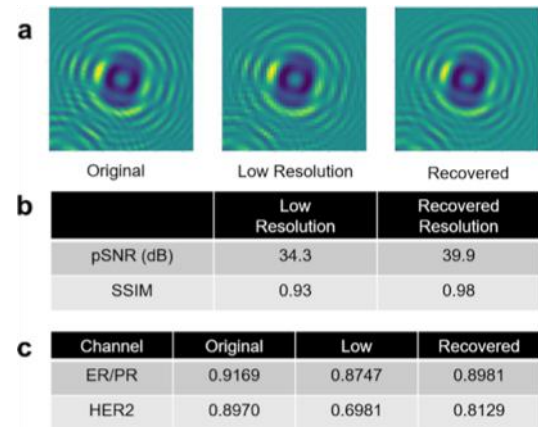 a
Original Low Resolution Recovered
b
Low Resolution Recovered Resolution
pSNR (dB) 34.3 39.9
SSIM 0.93 0.98
c
Channel Original Low Recovered
ER/PR 0.9169 0.8747 0.8981
HER2 0.8970 0.6981 0.8129